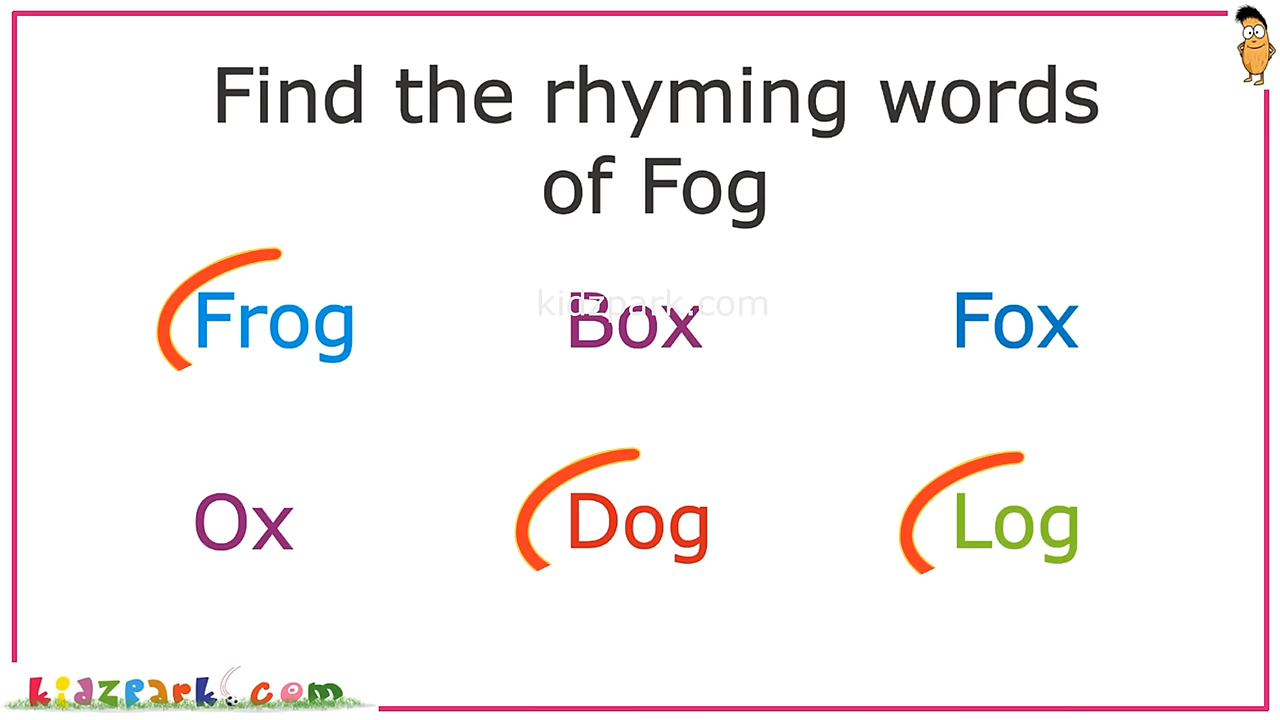 Find the rhyming words
of Fog
Frog Box Fox
kidzpark.com
Ox Dog Log
kidzpark.com